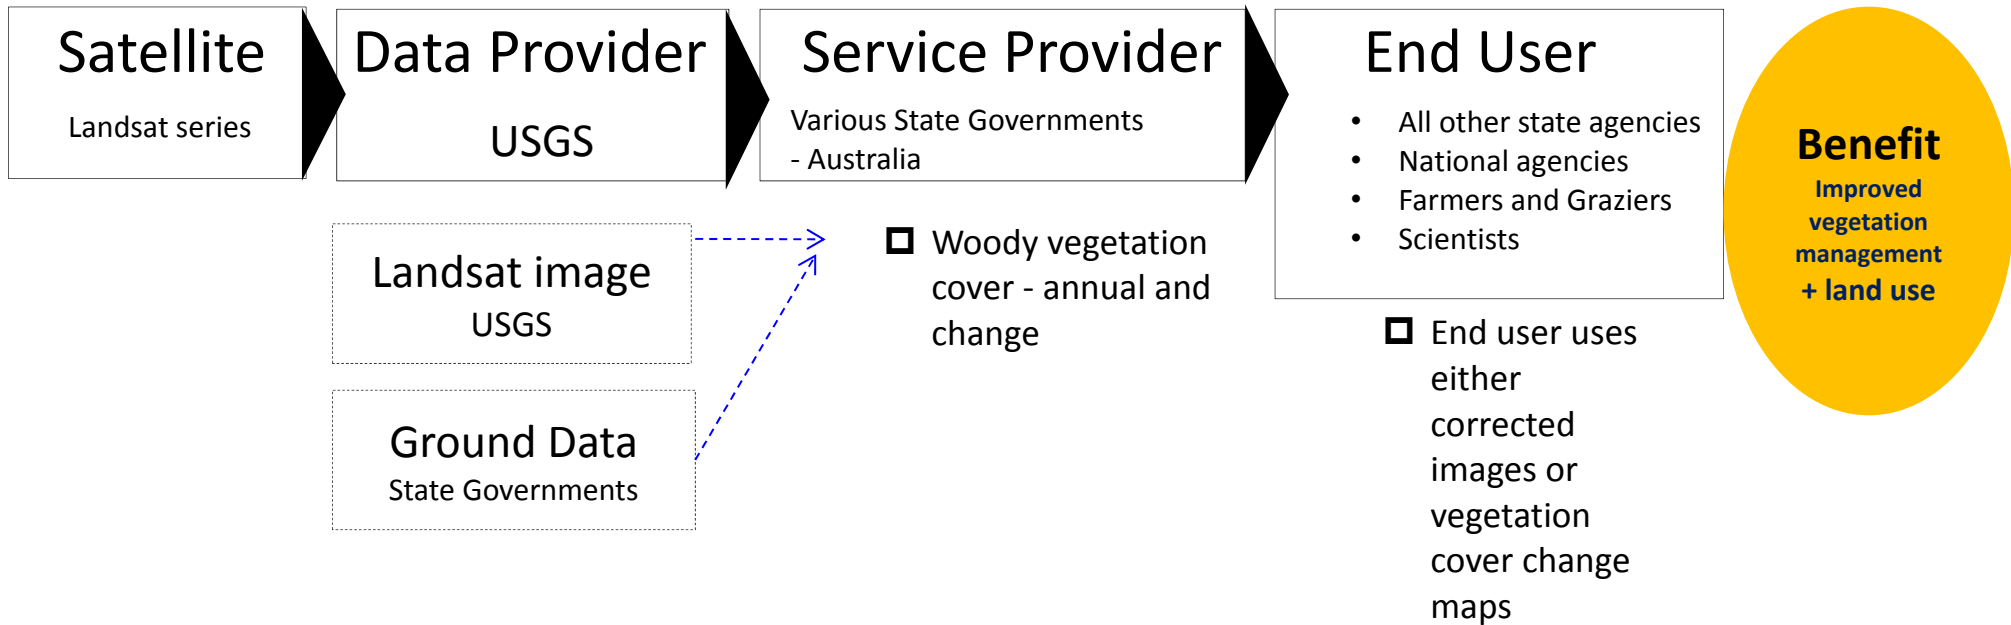 Satellite
Landsat series
Data Provider
USGS
Service Provider
Various State Governments
- Australia
End User
• All other state agencies
• National agencies
• Farmers and Graziers
• Scientists
Benefit
Improved
vegetation
management
+ land use
Landsat image
USGS
Ground Data
State Governments
Woody vegetation
cover - annual and
change
End user uses
either
corrected
images or
vegetation
cover change
maps